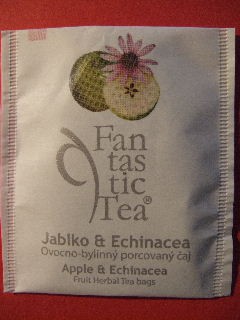 Fan
tas
tic
Tea®
Jablko & Echinacea
Ovocno-bylinný porcovaný čaj
Apple & Echinacea
Fruit Herbal Tea bags